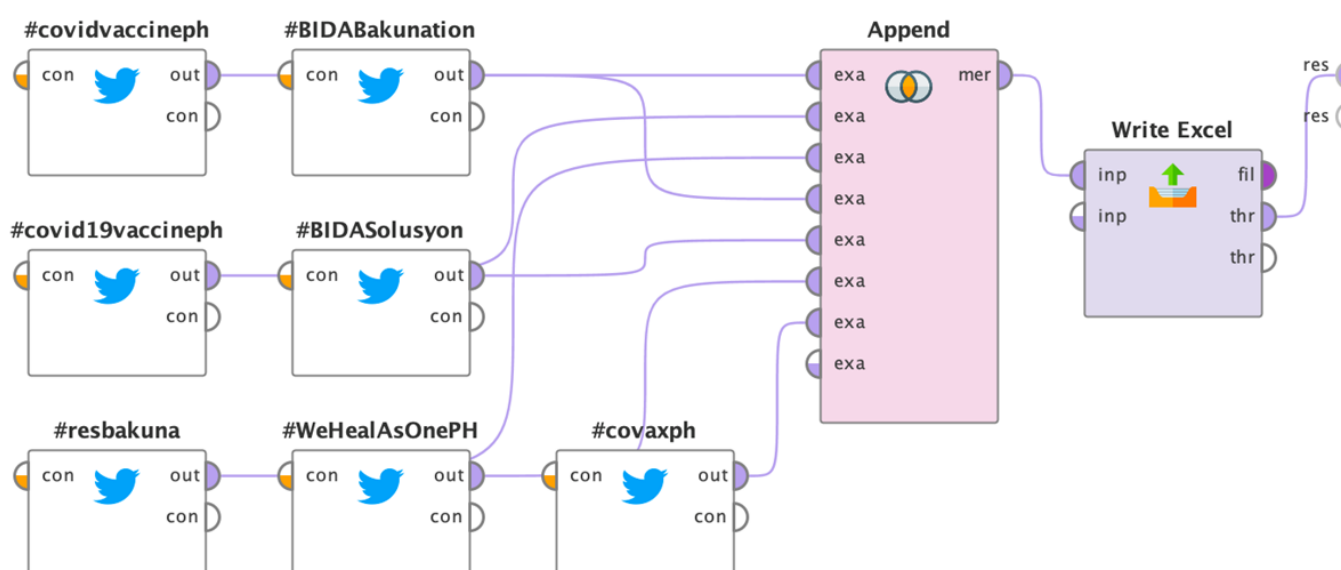 #covidvaccineph
con
out
con
#BIDABakunation
con
out
con
#covid19vaccineph
con
out
con
#BIDASolusyon
con
out
con
#resbakuna
con
out
con
#WeHealAsOnePH
con
out
con
#covaxph
con
out
con
Append
exa
mer
exa
exa
exa
exa
exa
exa
exa
Write Excel
inp
fil
inp
thr
thr
res
res